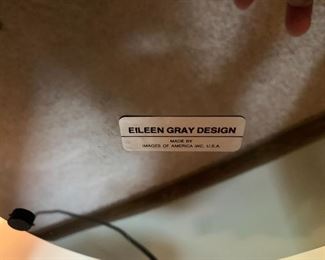 EILEEN GRAY DESIGN
MADE BY
IMAGES OF AMERICA INC. U.S.A.